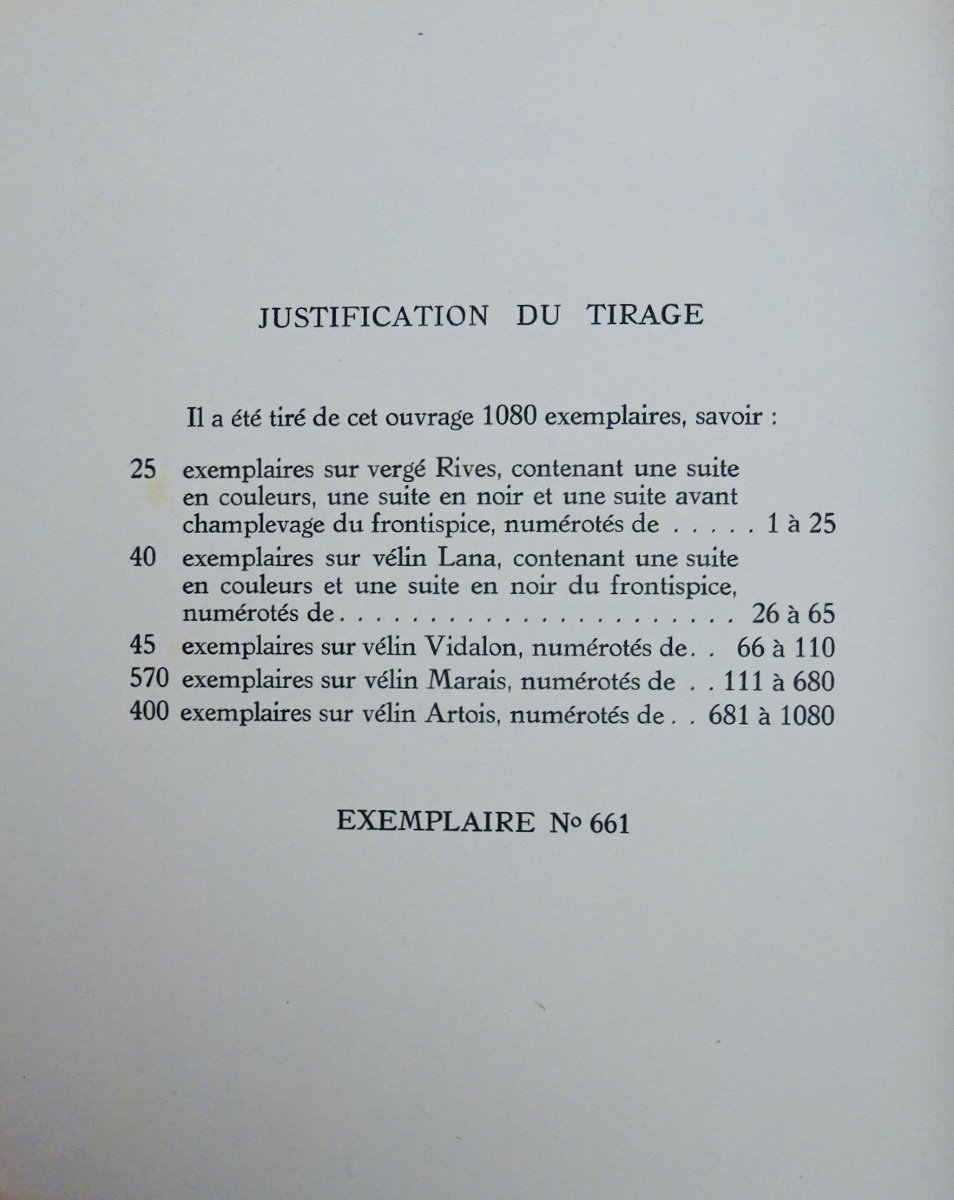 JUSTIFICATION DU TIRAGE
Il a été tiré de cet ouvrage 1080 exemplaires, savoir :
25 exemplaires sur vergé Rives, contenant une suite
en couleurs, une suite en noir et une suite avant
champlevage du frontispice, numérotés de . . . . . 1 à 25
40 exemplaires sur vélin Lana, contenant une suite
en couleurs et une suite en noir du frontispice,
numérotés de. . . . . . . . . . . . . . . . . . . . . . 26 à 65
45 exemplaires sur vélin Vidalon, numérotés de. . 66 à 110
570 exemplaires sur vélin Marais, numérotés de . . 111 à 680
400 exemplaires sur vélin Artois, numérotés de. . 681 à 1080
EXEMPLAIRE Nº 661